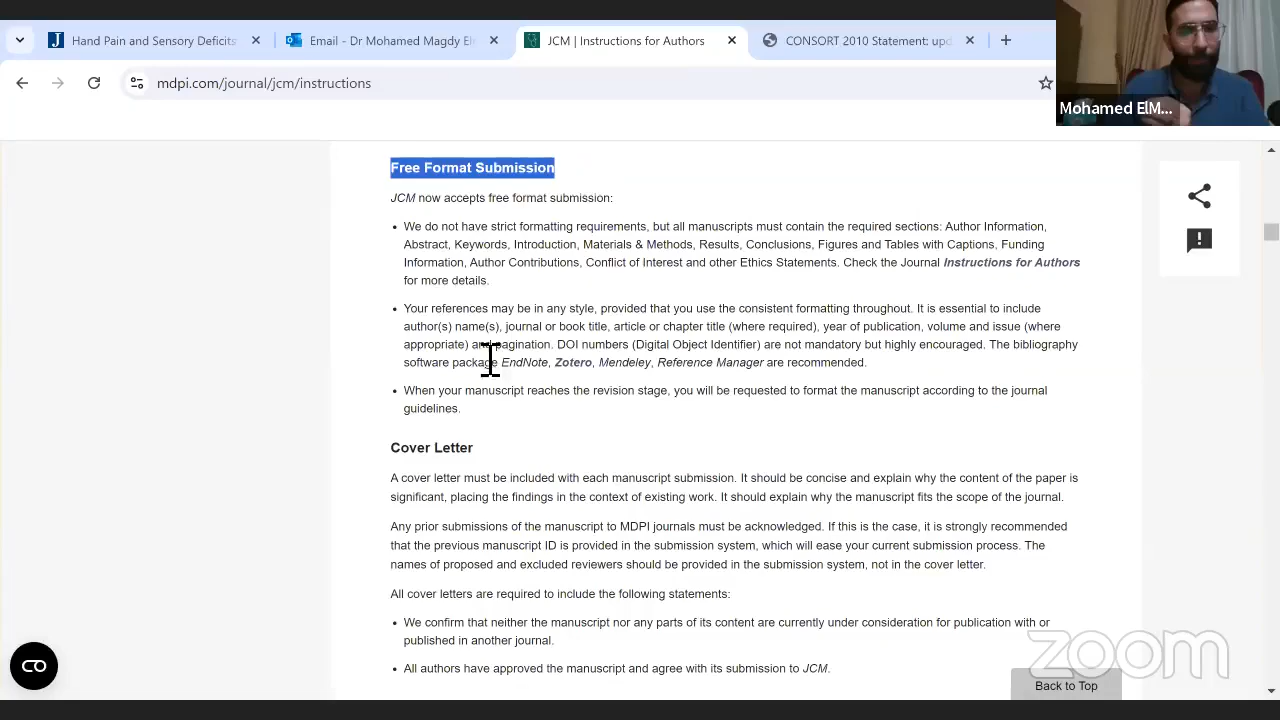 Hand Pain and Sensory Deficits
Email - Dr Mohamed Magdy El
JCM | Instructions for Authors
CONSORT 2010 Statement: upd
mdpi.com/journal/jcm/instructions
Mohamed ElM...
Free Format Submission
JCM now accepts free format submission:
• We do not have strict formatting requirements, but all manuscripts must contain the required sections: Author Information,
Abstract, Keywords, Introduction, Materials & Methods, Results, Conclusions, Figures and Tables with Captions, Funding
Information, Author Contributions, Conflict of Interest and other Ethics Statements. Check the Journal Instructions for Authors
for more details.
• Your references may be in any style, provided that you use the consistent formatting throughout. It is essential to include
author(s) name(s), journal or book title, article or chapter title (where required), year of publication, volume and issue (where
appropriate) and pagination. DOI numbers (Digital Object Identifier) are not mandatory but highly encouraged. The bibliography
software package EndNote, Zotero, Mendeley, Reference Manager are recommended.
• When your manuscript reaches the revision stage, you will be requested to format the manuscript according to the journal
guidelines.
Cover Letter
A cover letter must be included with each manuscript submission. It should be concise and explain why the content of the paper is
significant, placing the findings in the context of existing work. It should explain why the manuscript fits the scope of the journal.
Any prior submissions of the manuscript to MDPI journals must be acknowledged. If this is the case, it is strongly recommended
that the previous manuscript ID is provided in the submission system, which will ease your current submission process. The
names of proposed and excluded reviewers should be provided in the submission system, not in the cover letter.
All cover letters are required to include the following statements:
• We confirm that neither the manuscript nor any parts of its content are currently under consideration for publication with or
published in another journal.
• All authors have approved the manuscript and agree with its submission to JCM.
zoom
Back to Top